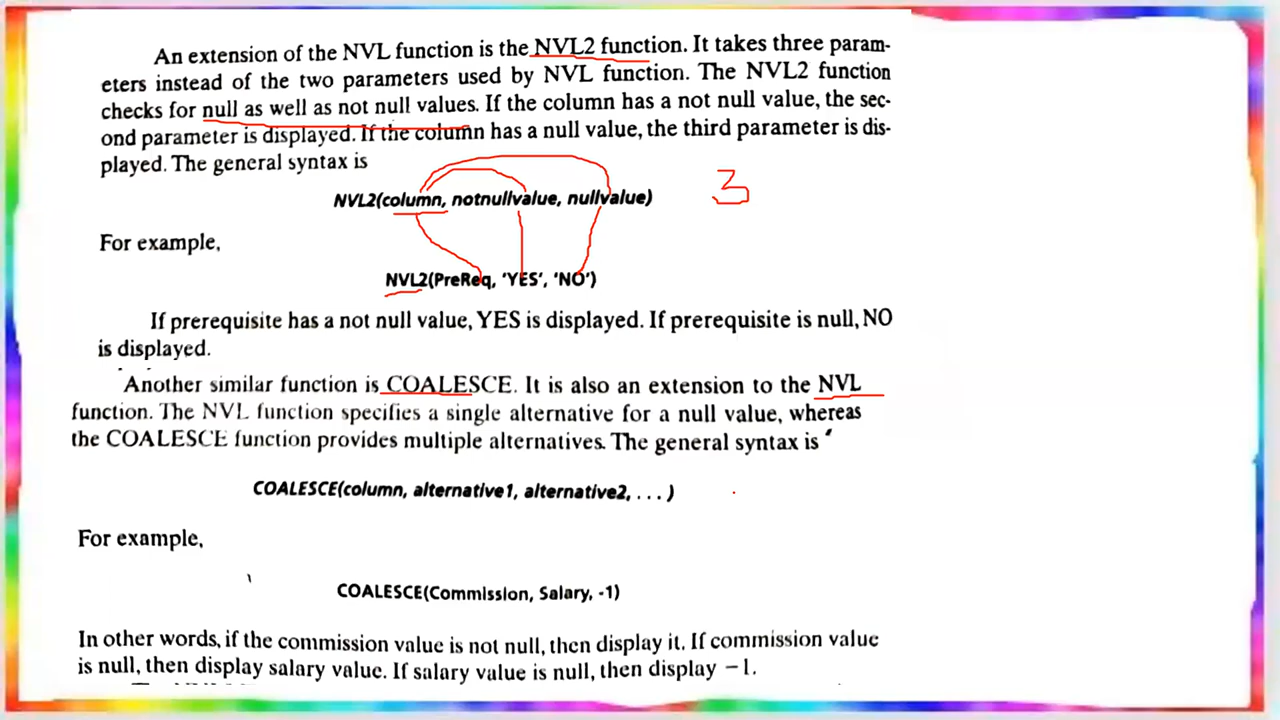 An extension of the NVL function is the NVL2 function. It takes three param-
eters instead of the two parameters used by NVL function. The NVL2 function
checks for null as well as not null values. If the column has a not null value, the sec-
ond parameter is displayed. If the column has a null value, the third parameter is dis-
played. The general syntax is
NVL2(column, notnullvalue, nullvalue) 3
For example,
NVL2(PreReq, 'YES', 'NO')
If prerequisite has a not null value, YES is displayed. If prerequisite is null, NO
is displayed.
Another similar function is COALESCE. It is also an extension to the NVL
function. The NVL function specifies a single alternative for a null value, whereas
the COALESCE function provides multiple alternatives. The general syntax is
COALESCE(column, alternative1, alternative2, . . . )
For example,
COALESCE(Commission, Salary, -1)
In other words, if the commission value is not null, then display it. If commission value
is null, then display salary value. If salary value is null, then display −1.